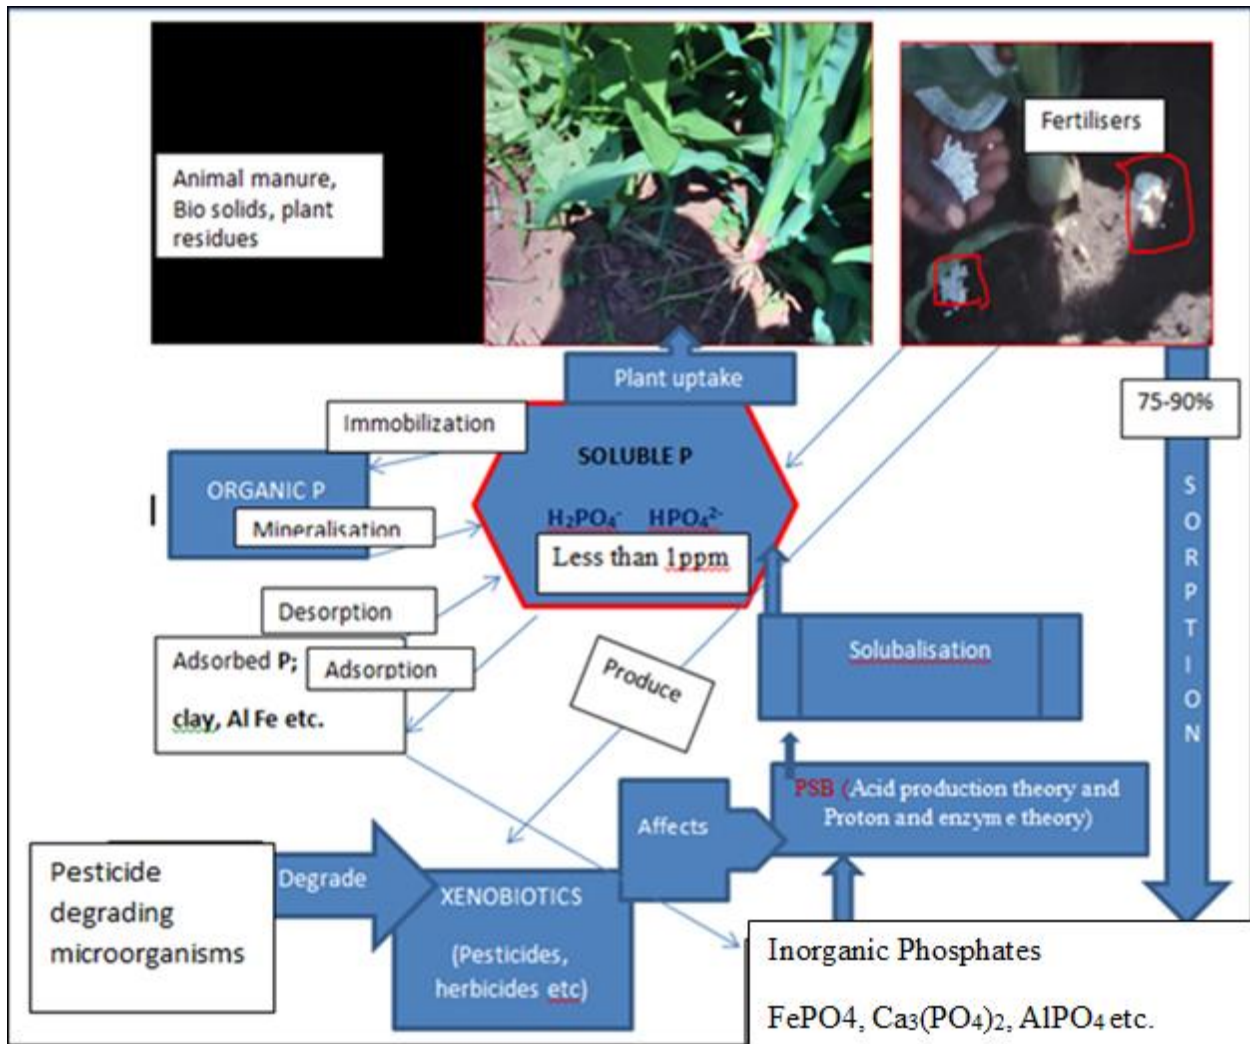 Animal manure,
Bio solids, plant
residues
Fertilisers
Plant uptake
75-90%
Immobilization
SOLUBLE P
ORGANIC P
H₂PO₄⁻ HPO₄²⁻
Mineralisation
Less than 1ppm
SORPTION
Desorption
Adsorbed P;
Adsorption
clay, Al Fe etc.
Produce
Solubalisation
PSB (Acid production theory and
Proton and enzyme theory)
Affects
Pesticide
degrading
microorganisms
Degrade
XENOBIOTICS
(Pesticides,
herbicides etc)
Inorganic Phosphates
FePO4, Ca₃(PO₄)₂, AlPO₄ etc.